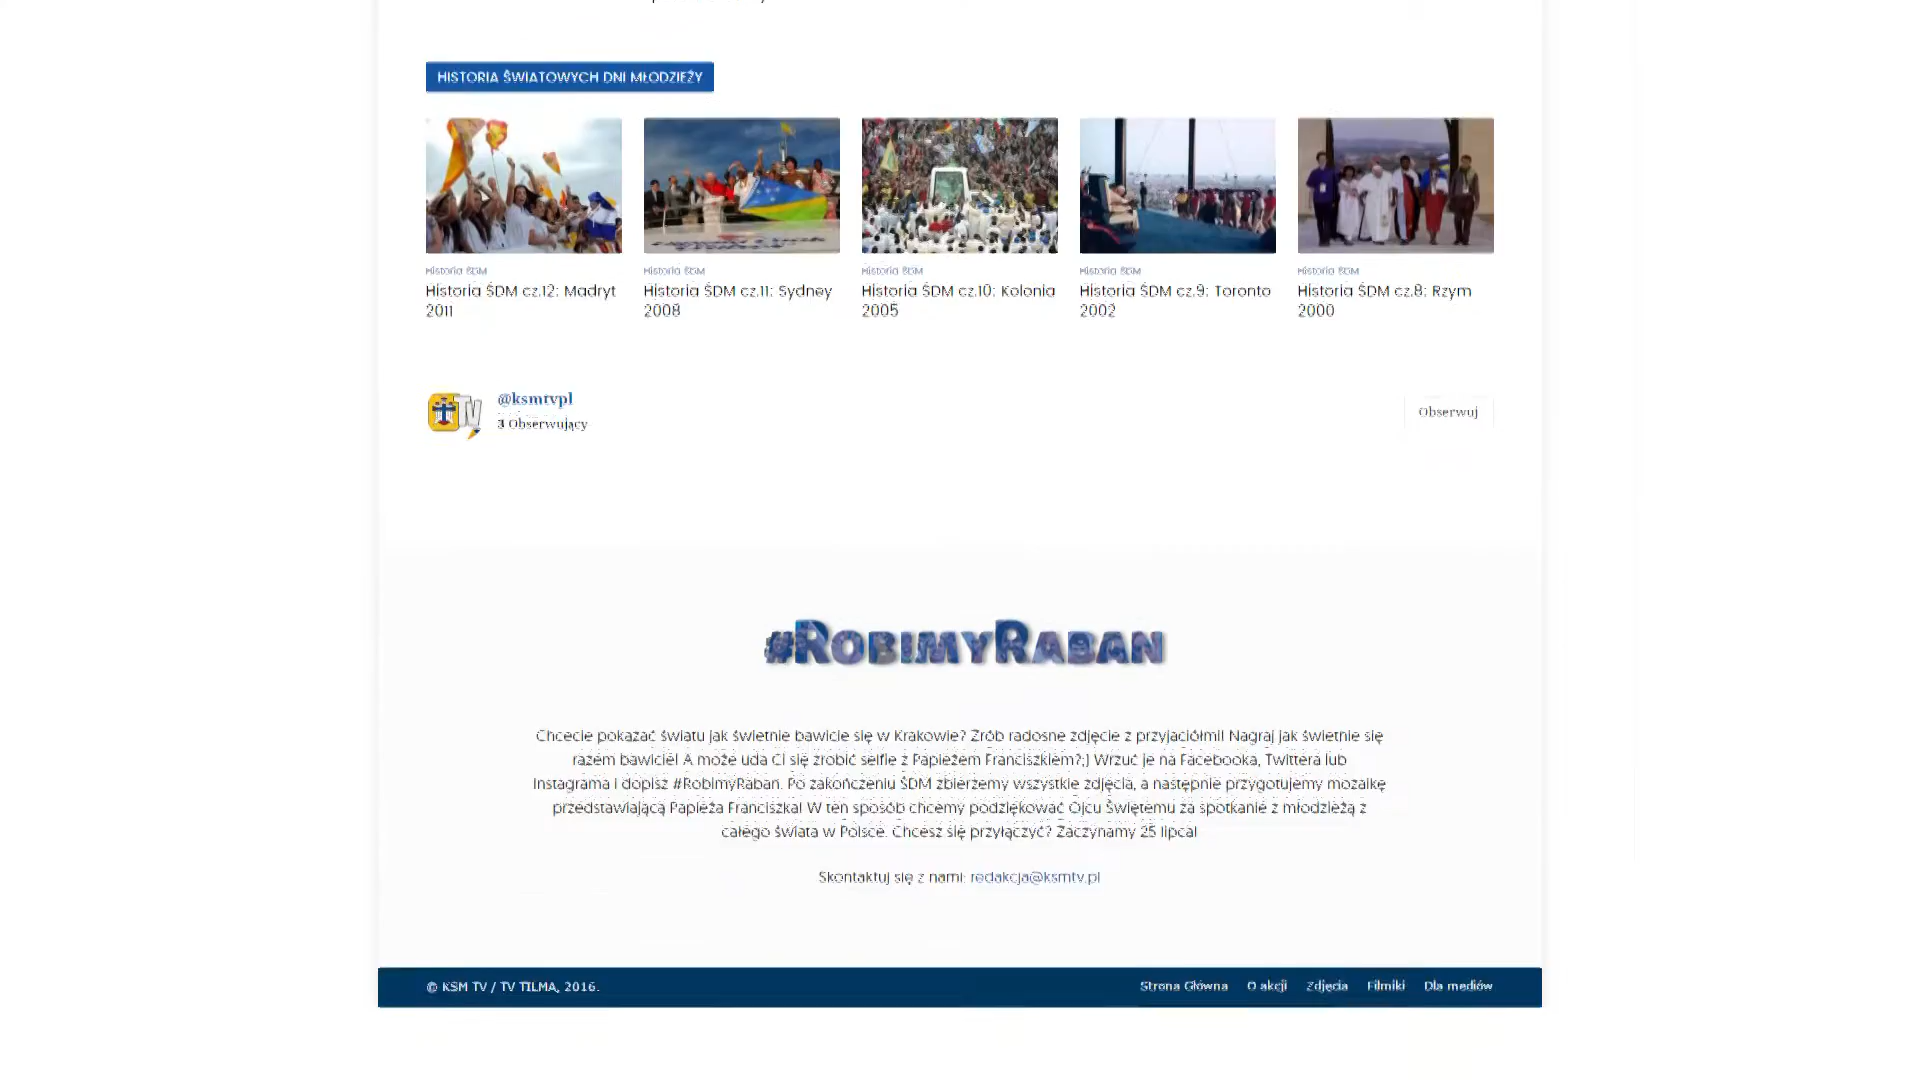 HISTORIA ŚWIATOWYCH DNI MŁODZIEŻY
Historia ŚDM
Historia ŚDM cz.12: Madryt
2011
Historia ŚDM
Historia ŚDM cz.11: Sydney
2008
Historia ŚDM
Historia ŚDM cz.10: Kolonia
2005
Historia ŚDM
Historia ŚDM cz.9: Toronto
2002
Historia ŚDM
Historia ŚDM cz.8: Rzym
2000
TV
@ksmtvpl
3 Obserwujący
Obserwuj
#ROBIMYRABAN
Chcecie pokazać światu jak świetnie bawicie się w Krakowie? Zrób radosne zdjęcie z przyjaciółmi! Nagraj jak świetnie się
razem bawicie! A może uda Ci się zrobić selfie z Papieżem Franciszkiem?;) Wrzuć je na Facebooka, Twittera lub
Instagrama i dopisz #RobimyRaban. Po zakończeniu ŚDM zbierzemy wszystkie zdjęcia, a następnie przygotujemy mozaikę
przedstawiającą Papieża Franciszka! W ten sposób chcemy podziękować Ojcu Świętemu za spotkanie z młodzieżą z
całego świata w Polsce. Chcesz się przyłączyć? Zaczynamy 25 lipca!
Skontaktuj się z nami: redakcja@ksmtv.pl
© KSM TV / TV TILMA, 2016.
Strona Główna O akcji Zdjęcia Filmiki Dla mediów